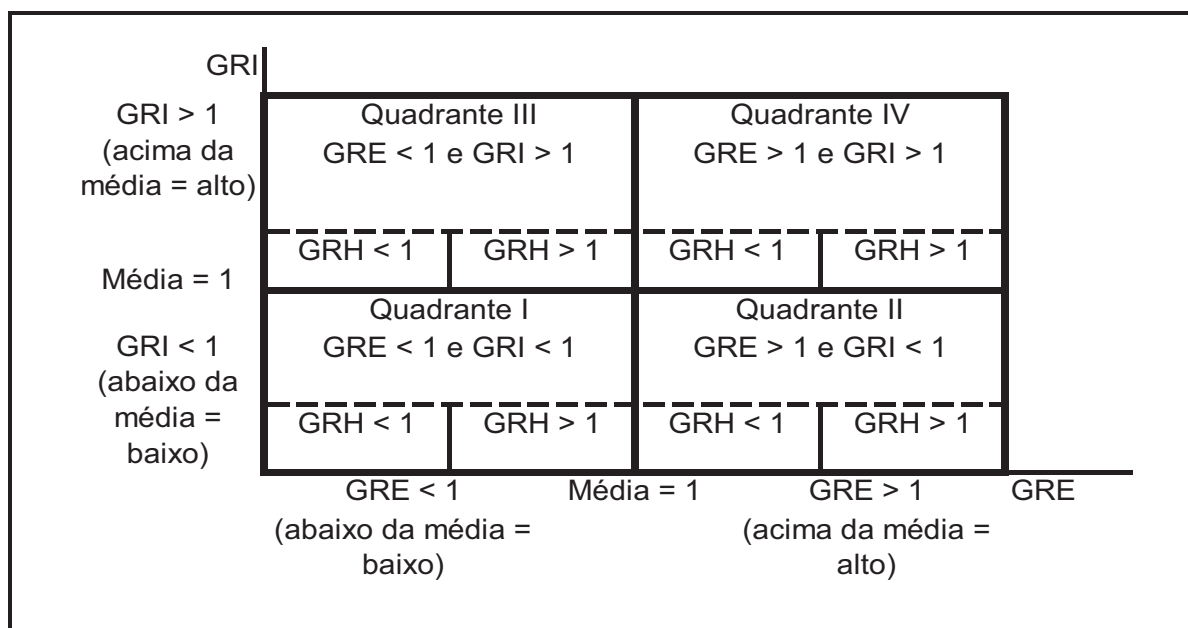 GRI
GRI > 1
(acima da
média = alto)
Quadrante III
GRE < 1 e GRI > 1
Quadrante IV
GRE > 1 e GRI > 1
GRH < 1
GRH > 1
GRH < 1
GRH > 1
Média = 1
Quadrante I
GRE < 1 e GRI < 1
Quadrante II
GRE > 1 e GRI < 1
GRI < 1
(abaixo da
média =
baixo)
GRH < 1
GRH > 1
GRH < 1
GRH > 1
GRE < 1
(abaixo da média =
baixo)
Média = 1
GRE > 1
(acima da média =
alto)
GRE